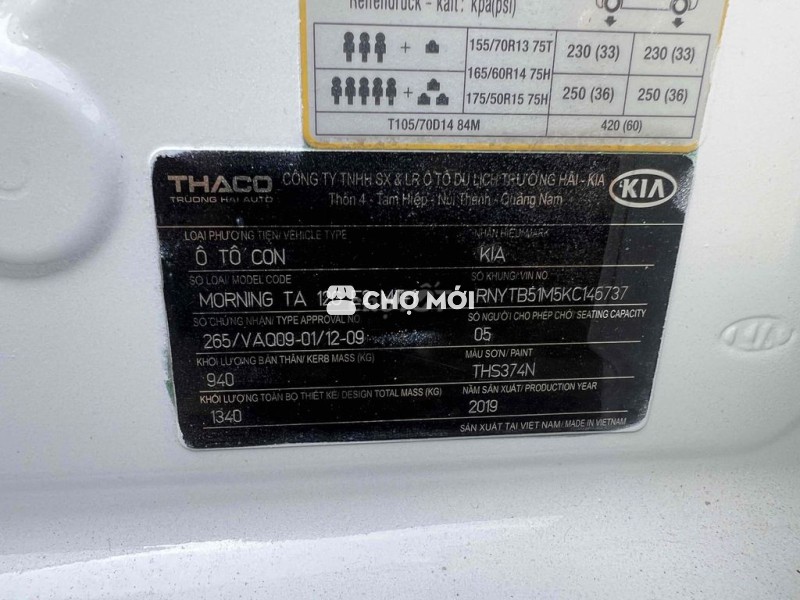 Reifendruck - kalt: kpa(psi)
+ 155/70R13 75T 230 (33) 230 (33)
165/60R14 75H
+ 175/50R15 75H 250 (36) 250 (36)
T105/70D14 84M 420 (60)
THACO
TRUONG HAI AUTO
CÔNG TY TNHH SX & LR Ô TÔ DU LỊCH TRƯỜNG HẢI - KIA
Thôn 4 - Tam Hiệp - Núi Thành - Quảng Nam
KIA
LOẠI PHƯƠNG TIỆN/ VEHICLE TYPE
Ô TÔ CON
NHÃN HIỆU/MARK
KIA
SỐ LOẠI/ MODEL CODE
MORNING TA
SỐ KHUNG/ VIN NO.
RNYTB51M5KC145737
CHỢ MỚI
SỐ CHỨNG NHẬN/ TYPE APPROVAL NO
265/VAQ09-01/12-09
SỐ NGƯỜI CHO PHÉP CHỞ/ SEATING CAPACITY
05
KHỐI LƯỢNG BẢN THÂN/ KERB MASS (KG)
940
MÀU SƠN/ PAINT
THS374N
KHỐI LƯỢNG TOÀN BỘ THIẾT KẾ/ DESIGN TOTAL MASS (KG)
1340
NĂM SẢN XUẤT/ PRODUCTION YEAR
2019
SẢN XUẤT TẠI VIỆT NAM/ MADE IN VIETNAM